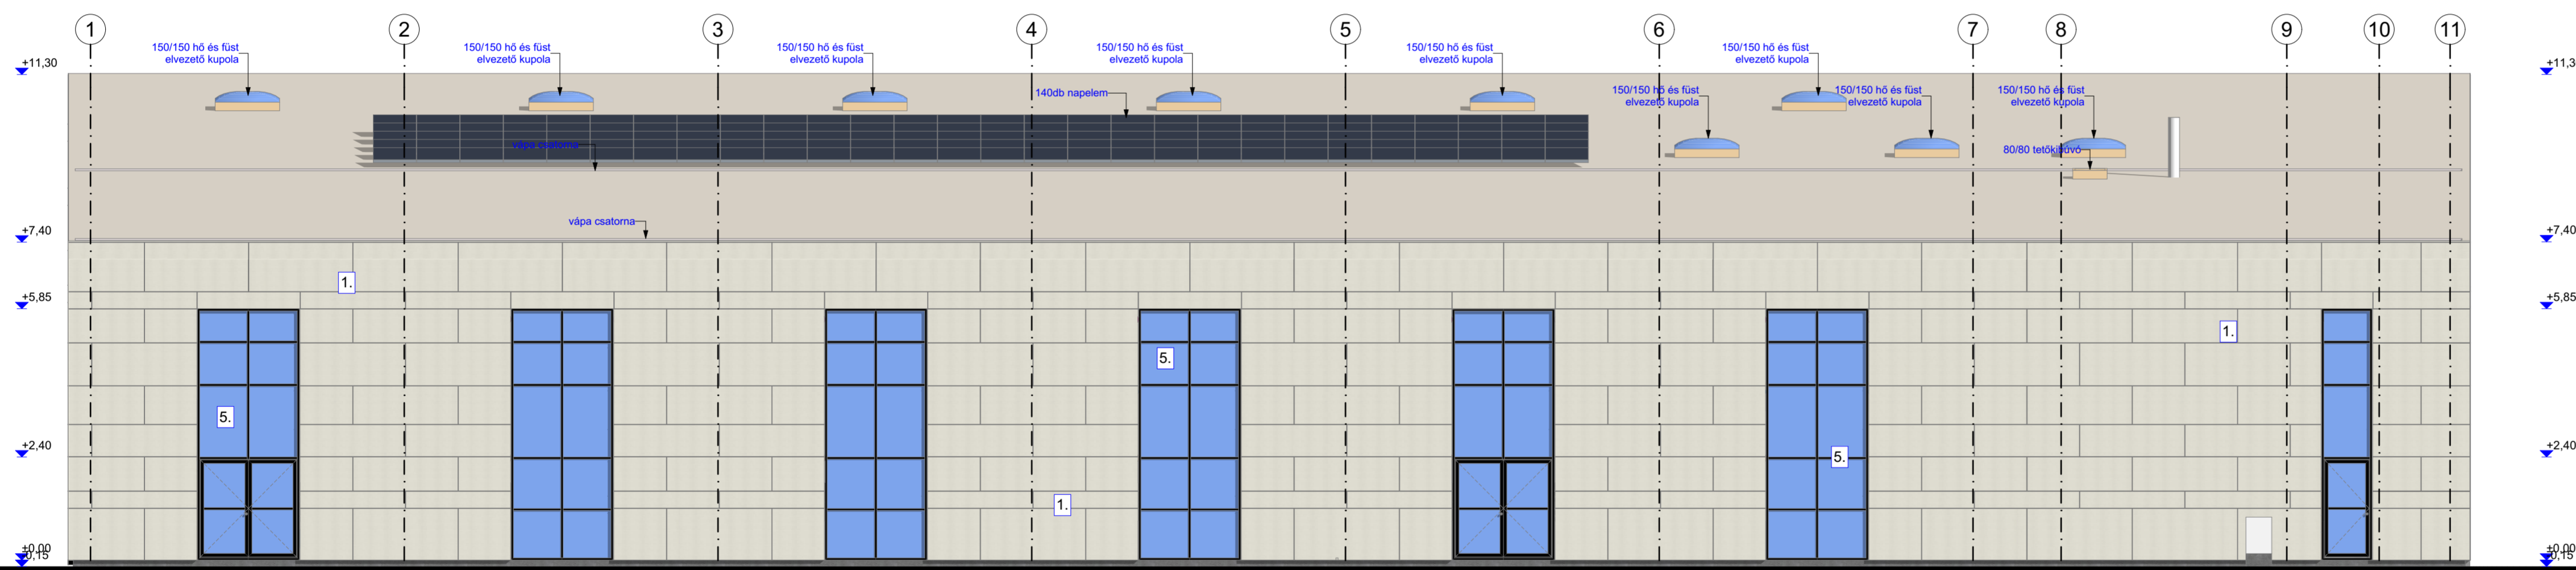 1 2 3 4 5 6 7 8 9 10 11
150/150 hő és füst
elvezető kupola
150/150 hő és füst
elvezető kupola
150/150 hő és füst
elvezető kupola
150/150 hő és füst
elvezető kupola
150/150 hő és füst
elvezető kupola
150/150 hő és füst
elvezető kupola
+11,30
+11,3
140db napelem
150/150 hő és füst
elvezető kupola
150/150 hő és füst
elvezető kupola
150/150 hő és füst
elvezető kupola
vápa csatorna
80/80 tetőkibúvó
vápa csatorna
+7,40
+7,40
1.
+5,85
+5,85
1.
5.
5.
+2,40
5.
+2,40
1.
±0,00
±0,00